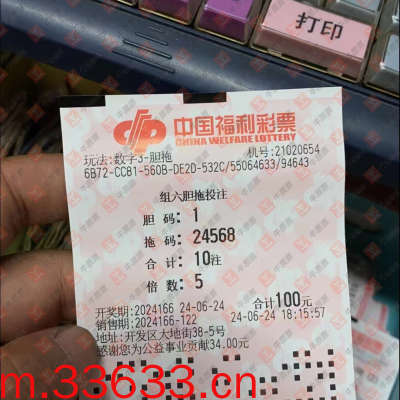 打印
中国福利彩票
CHINA WELFARE LOTTERY
玩法:数字3-胆拖 机号:21020654
6B72-CCB1-560B-DE2D-532C/55064633/94643
组六胆拖投注
胆 码: 1
拖 码: 24568
合 计: 10注
倍 数: 5
开奖期:2024166 24-06-24 合计100元
销售期:2024166-122 24-06-24 18:15:57
地址:开发区大地街38-5号
感谢您为公益事业贡献34.00元
m.33633.cn